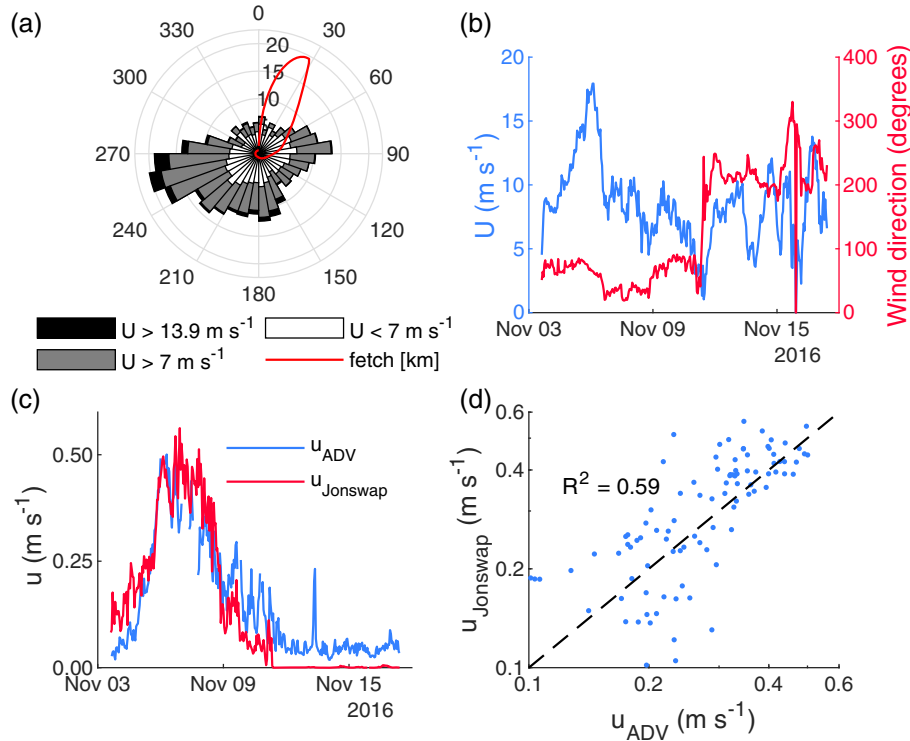 (a)
0
30
60
90
120
150
180
210
240
270
300
330
20
15
10
U > 13.9 m s⁻¹
U < 7 m s⁻¹
U > 7 m s⁻¹
fetch [km]
(b)
U (m s⁻¹)
20
15
10
5
0
Wind direction (degrees)
400
300
200
100
0
Nov 03
Nov 09
Nov 15
2016
(c)
u (m s⁻¹)
0.50
0.25
0.00
u_ADV
u_Jonswap
Nov 03
Nov 09
Nov 15
2016
(d)
u_Jonswap (m s⁻¹)
0.6
0.4
0.2
0.1
R² = 0.59
0.1
0.2
0.4
0.6
u_ADV (m s⁻¹)